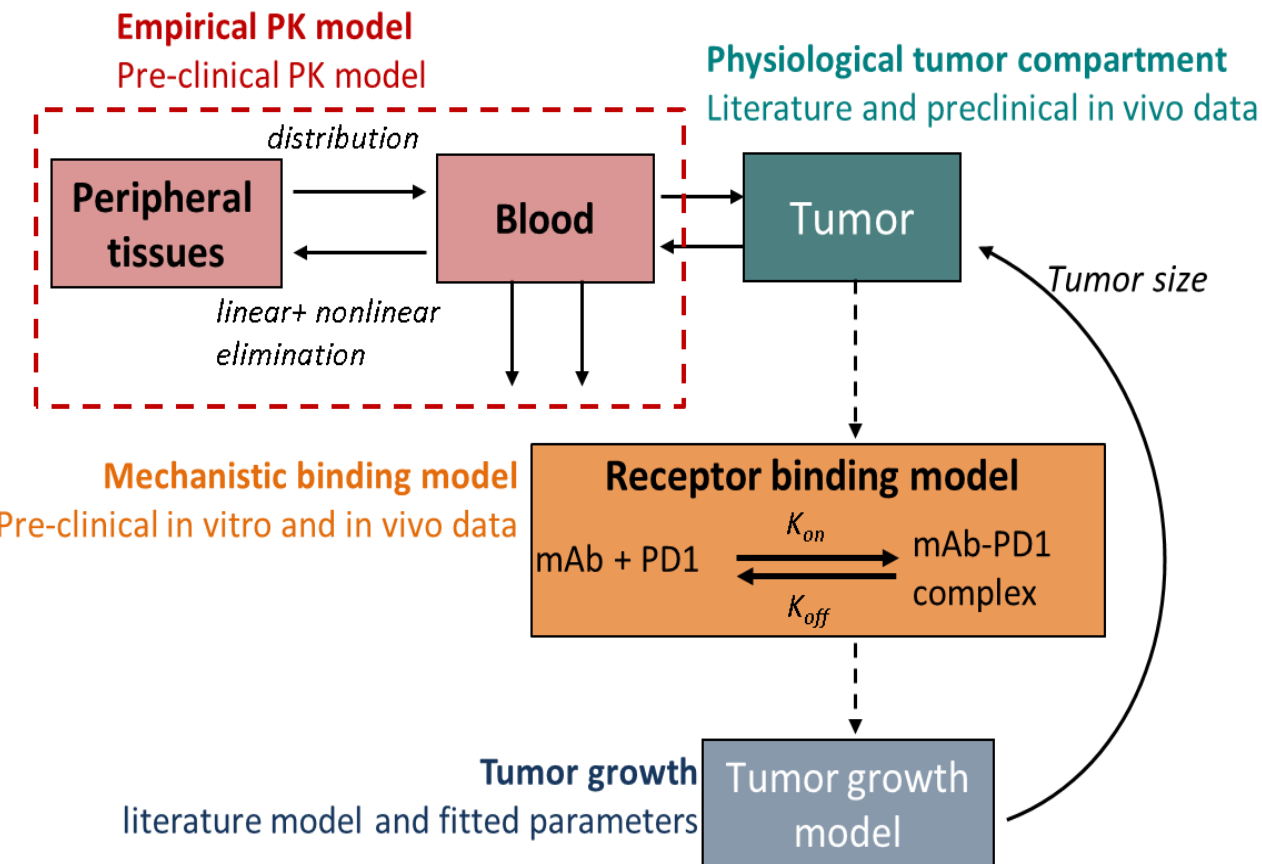 Empirical PK model
Pre-clinical PK model
Physiological tumor compartment
Literature and preclinical in vivo data
distribution
Peripheral
tissues
Blood
Tumor
linear+ nonlinear
elimination
Tumor size
Mechanistic binding model
Pre-clinical in vitro and in vivo data
Receptor binding model
mAb + PD1
Kon
Koff
mAb-PD1
complex
Tumor growth
literature model and fitted parameters
Tumor growth
model